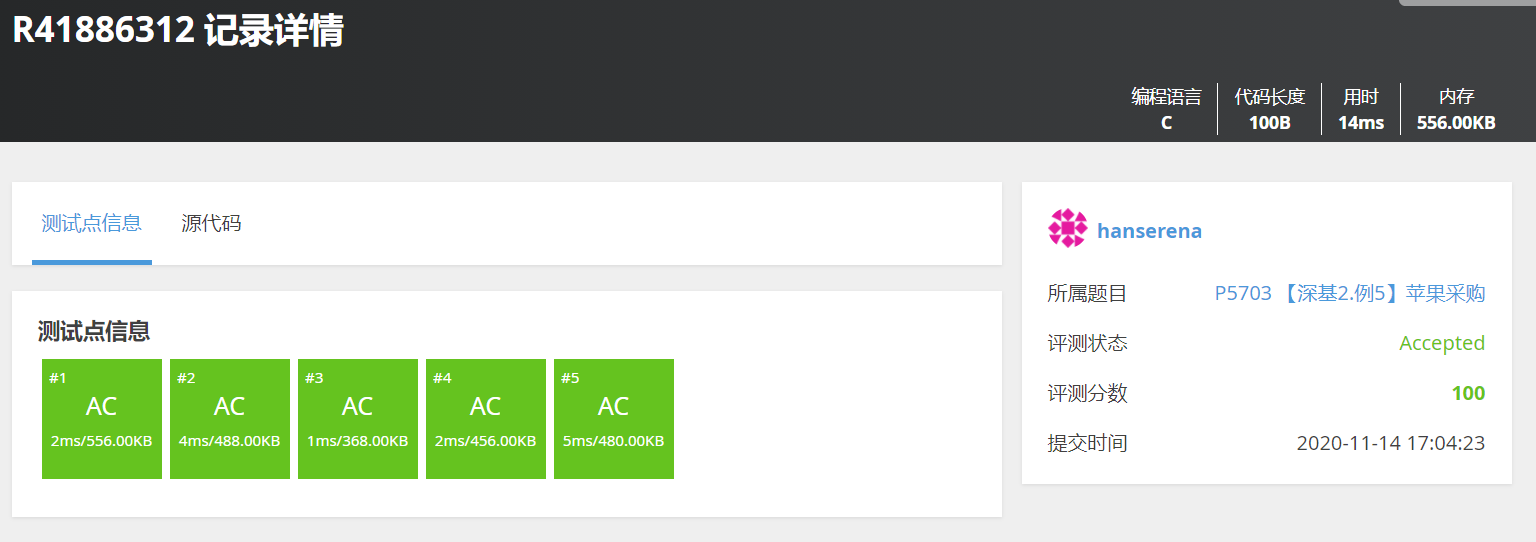 R41886312 记录详情
编程语言 代码长度 用时 内存
C 100B 14ms 556.00KB
测试点信息 源代码
测试点信息
#1 #2 #3 #4 #5
AC AC AC AC AC
2ms/556.00KB 4ms/488.00KB 1ms/368.00KB 2ms/456.00KB 5ms/480.00KB
hanserena
所属题目 P5703 【深基2.例5】苹果采购
评测状态 Accepted
评测分数 100
提交时间 2020-11-14 17:04:23